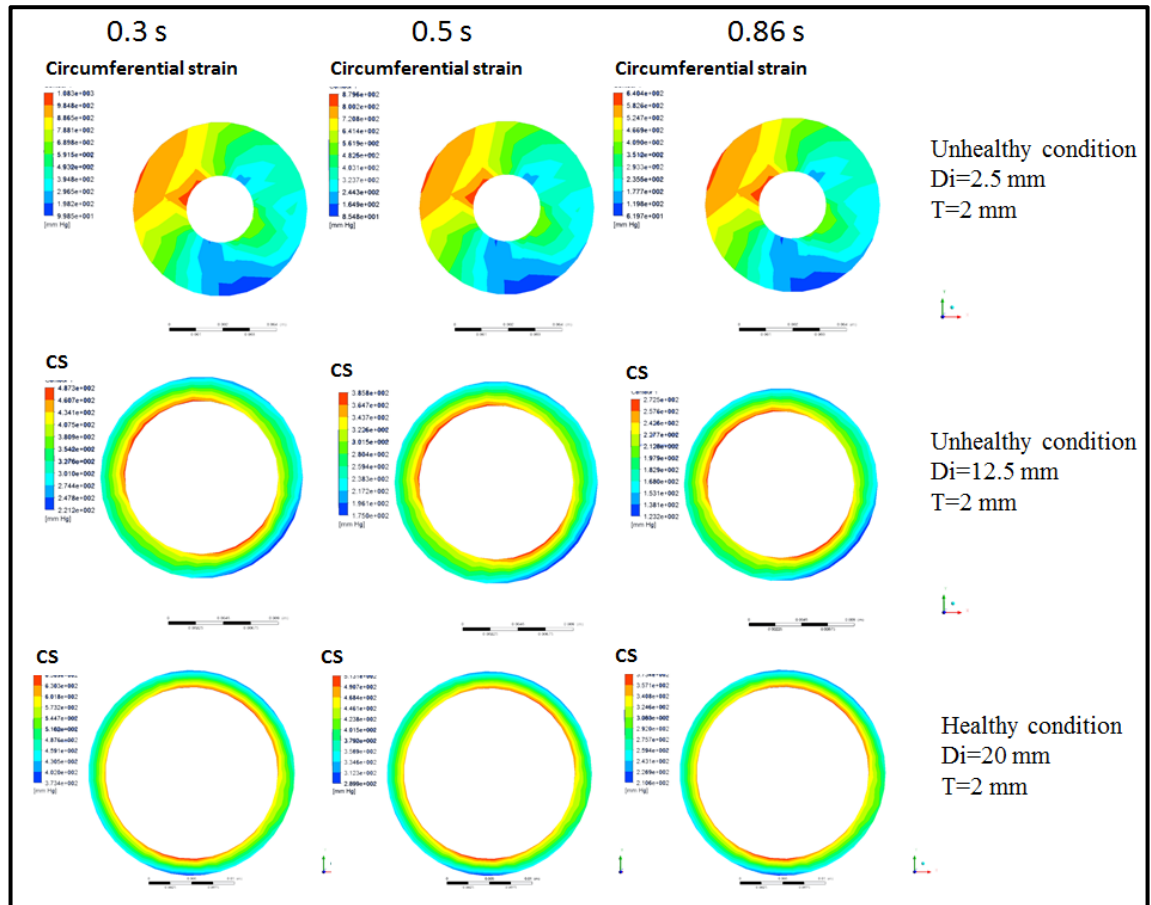 0.3 s
0.5 s
0.86 s
Circumferential strain
Circumferential strain
Circumferential strain
1.083e+003
9.848e+002
8.865e+002
7.881e+002
6.898e+002
5.915e+002
4.932e+002
3.948e+002
2.965e+002
1.982e+002
9.985e+001
[mm Hg]
8.796e+002
8.002e+002
7.208e+002
6.414e+002
5.619e+002
4.825e+002
4.031e+002
3.237e+002
2.443e+002
1.649e+002
8.548e+001
[mm Hg]
6.404e+002
5.826e+002
5.247e+002
4.669e+002
4.090e+002
3.512e+002
2.933e+002
2.355e+002
1.777e+002
1.198e+002
6.197e+001
[mm Hg]
Unhealthy condition
Di=2.5 mm
T=2 mm
CS
CS
CS
4.873e+002
4.607e+002
4.341e+002
4.075e+002
3.809e+002
3.542e+002
3.276e+002
3.010e+002
2.744e+002
2.478e+002
2.212e+002
[mm Hg]
3.858e+002
3.647e+002
3.437e+002
3.226e+002
3.015e+002
2.804e+002
2.594e+002
2.383e+002
2.172e+002
1.961e+002
1.750e+002
[mm Hg]
2.725e+002
2.576e+002
2.426e+002
2.277e+002
2.128e+002
1.979e+002
1.829e+002
1.680e+002
1.531e+002
1.381e+002
1.232e+002
[mm Hg]
Unhealthy condition
Di=12.5 mm
T=2 mm
CS
CS
CS
6.303e+002
6.018e+002
5.732e+002
5.447e+002
5.162e+002
4.876e+002
4.591e+002
4.305e+002
4.020e+002
3.734e+002
[mm Hg]
4.907e+002
4.684e+002
4.461e+002
4.238e+002
4.015e+002
3.792e+002
3.569e+002
3.346e+002
3.123e+002
2.899e+002
[mm Hg]
3.571e+002
3.408e+002
3.246e+002
3.083e+002
2.920e+002
2.757e+002
2.594e+002
2.431e+002
2.269e+002
2.106e+002
[mm Hg]
Healthy condition
Di=20 mm
T=2 mm